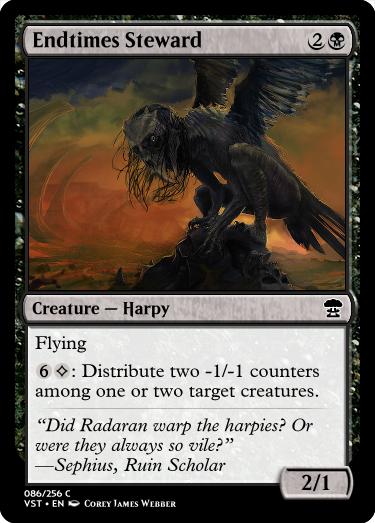 Endtimes Steward 2
Creature — Harpy
Flying
6 : Distribute two -1/-1 counters
among one or two target creatures.
“Did Radaran warp the harpies? Or
were they always so vile?”
—Sephius, Ruin Scholar
2/1
086/256 C
VST • EN Corey James Webber